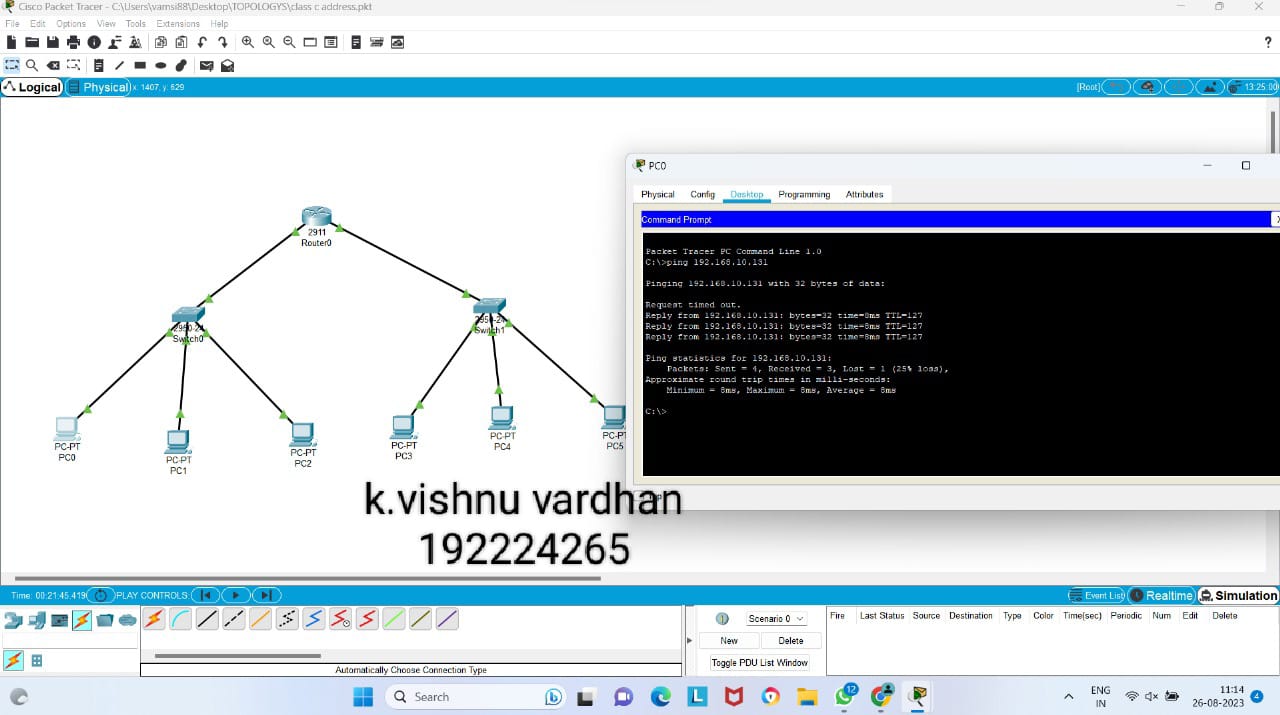 Cisco Packet Tracer - C:\Users\vamsi88\Desktop\TOPOLOGYS\class c address.pkt
File Edit Options View Tools Extensions Help
?
Logical Physical x: 1407, y: 629 [Root] 13:25:00
PC0
Physical Config Desktop Programming Attributes
Command Prompt X
Packet Tracer PC Command Line 1.0
C:\>ping 192.168.10.131
Pinging 192.168.10.131 with 32 bytes of data:
Request timed out.
Reply from 192.168.10.131: bytes=32 time=8ms TTL=127
Reply from 192.168.10.131: bytes=32 time=8ms TTL=127
Reply from 192.168.10.131: bytes=32 time=8ms TTL=127
Ping statistics for 192.168.10.131:
Packets: Sent = 4, Received = 3, Lost = 1 (25% loss),
Approximate round trip times in milli-seconds:
Minimum = 8ms, Maximum = 8ms, Average = 8ms
C:\>
2911
Router0
2950-24
Switch0
2950-24
Switch1
PC-PT
PC0
PC-PT
PC1
PC-PT
PC2
PC-PT
PC3
PC-PT
PC4
PC-PT
PC5
k.vishnu vardhan
192224265
Time: 00:21:45.419 PLAY CONTROLS: Event List Realtime Simulation
Scenario 0
New Delete
Toggle PDU List Window
Fire Last Status Source Destination Type Color Time(sec) Periodic Num Edit Delete
Automatically Choose Connection Type
Search
12
ENG
IN
11:14
26-08-2023
4